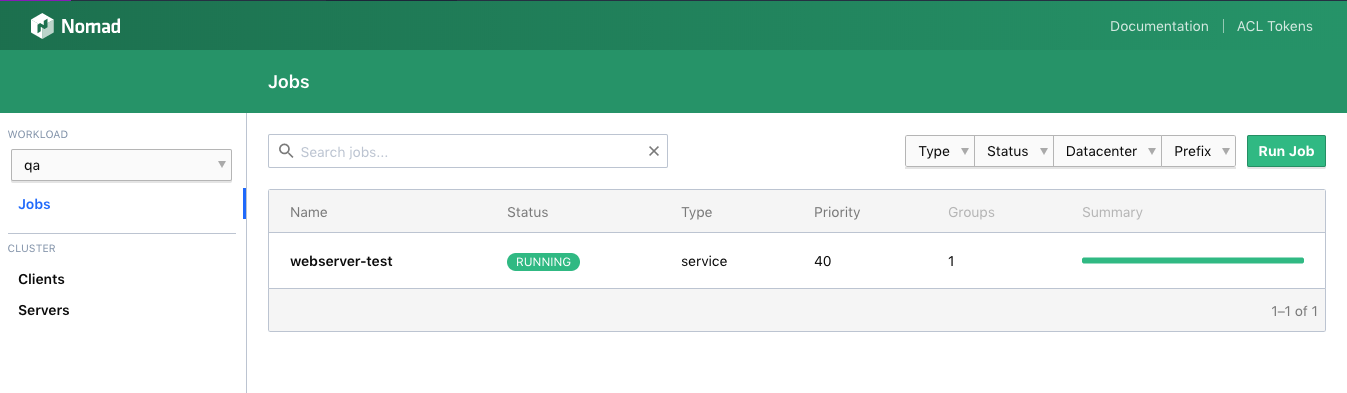 Nomad
Documentation ACL Tokens
Jobs
WORKLOAD
qa
Jobs
CLUSTER
Clients
Servers
Search jobs...
Type Status Datacenter Prefix Run Job
Name Status Type Priority Groups Summary
webserver-test RUNNING service 40 1
1–1 of 1